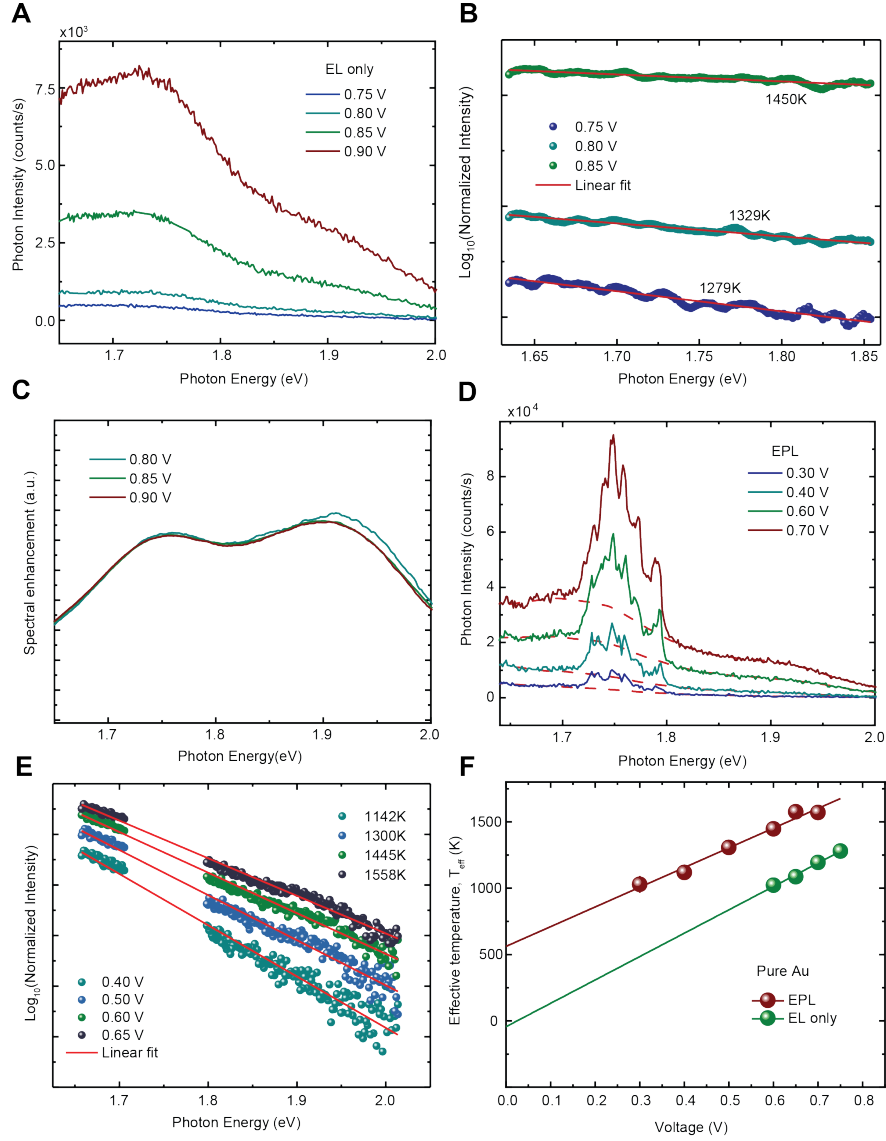 A
x10³
Photon Intensity (counts/s)
7.5
5.0
2.5
0.0
EL only
0.75 V
0.80 V
0.85 V
0.90 V
1.7
1.8
1.9
2.0
Photon Energy (eV)
B
Log₁₀(Normalized Intensity)
1450K
0.75 V
0.80 V
0.85 V
Linear fit
1329K
1279K
1.65
1.70
1.75
1.80
1.85
Photon Energy (eV)
C
Spectral enhancement (a.u.)
0.80 V
0.85 V
0.90 V
1.7
1.8
1.9
2.0
Photon Energy(eV)
D
x10⁴
Photon Intensity (counts/s)
8
6
4
2
0
EPL
0.30 V
0.40 V
0.60 V
0.70 V
1.7
1.8
1.9
2.0
Photon Energy (eV)
E
Log₁₀(Normalized Intensity)
1142K
1300K
1445K
1558K
0.40 V
0.50 V
0.60 V
0.65 V
Linear fit
1.7
1.8
1.9
2.0
Photon Energy (eV)
F
Effective temperature, T_eff (K)
1500
1000
500
0
Pure Au
EPL
EL only
0.0
0.1
0.2
0.3
0.4
0.5
0.6
0.7
0.8
Voltage (V)